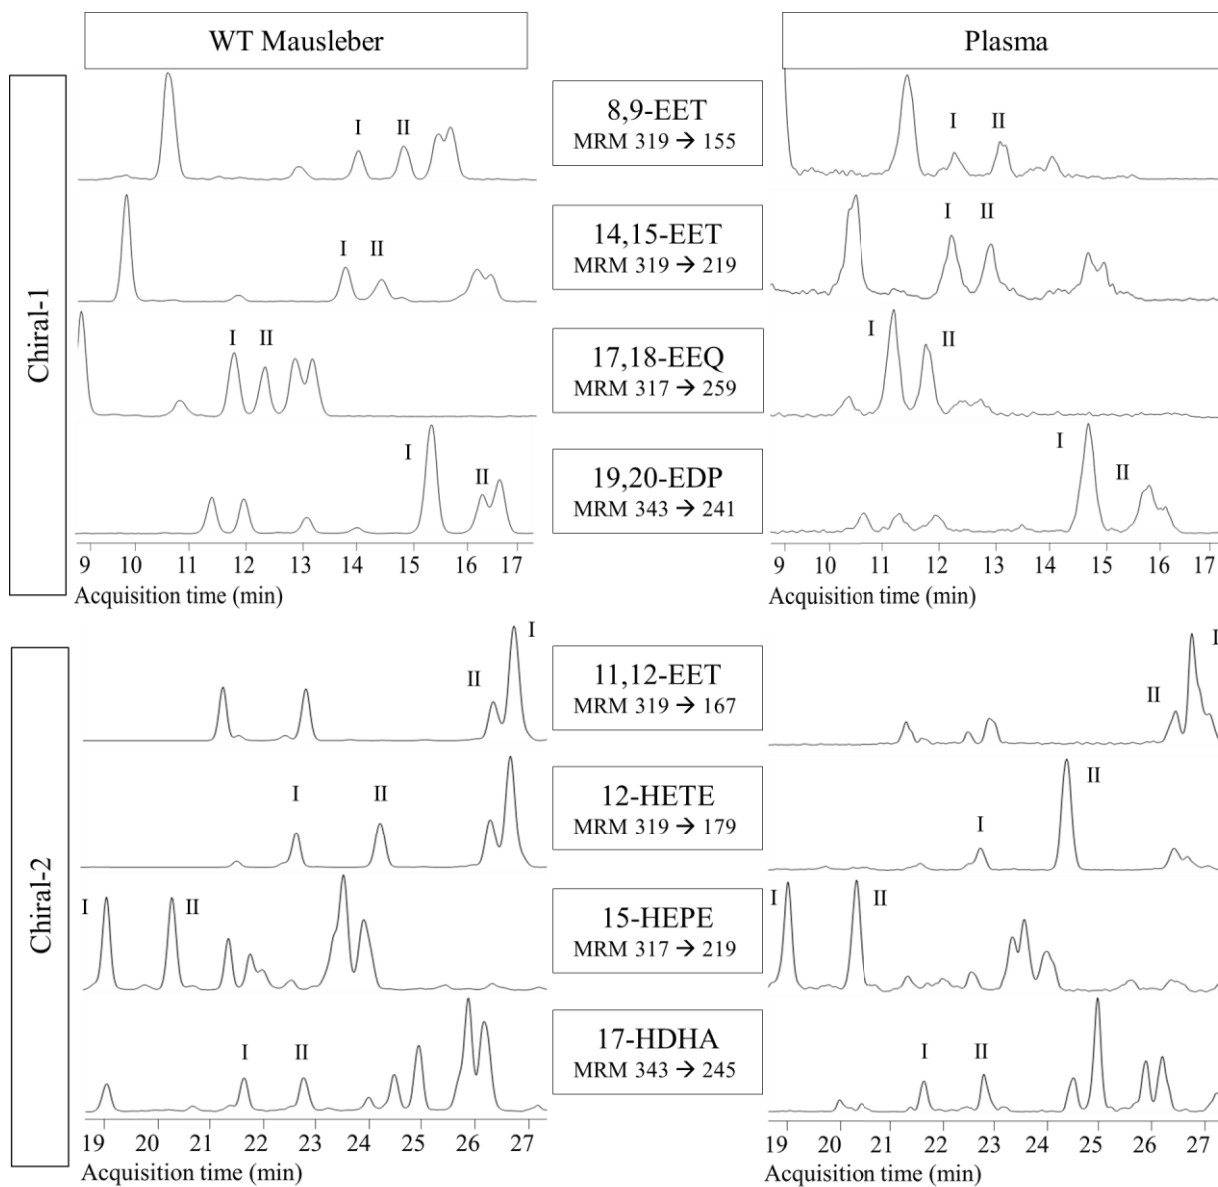 WT Mausleber
Plasma
Chiral-1
8,9-EET
MRM 319 → 155
I II
I II
14,15-EET
MRM 319 → 219
I II
I II
17,18-EEQ
MRM 317 → 259
I II
I II
19,20-EDP
MRM 343 → 241
I II
I II
9 10 11 12 13 14 15 16 17
Acquisition time (min)
9 10 11 12 13 14 15 16 17
Acquisition time (min)
Chiral-2
11,12-EET
MRM 319 → 167
II I
II I
12-HETE
MRM 319 → 179
I II
I II
15-HEPE
MRM 317 → 219
I II
I II
17-HDHA
MRM 343 → 245
I II
I II
19 20 21 22 23 24 25 26 27
Acquisition time (min)
19 20 21 22 23 24 25 26 27
Acquisition time (min)